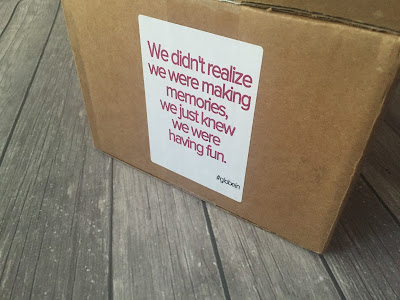 We didn't realize
we were making
memories,
we just knew
we were
having fun.
#globein